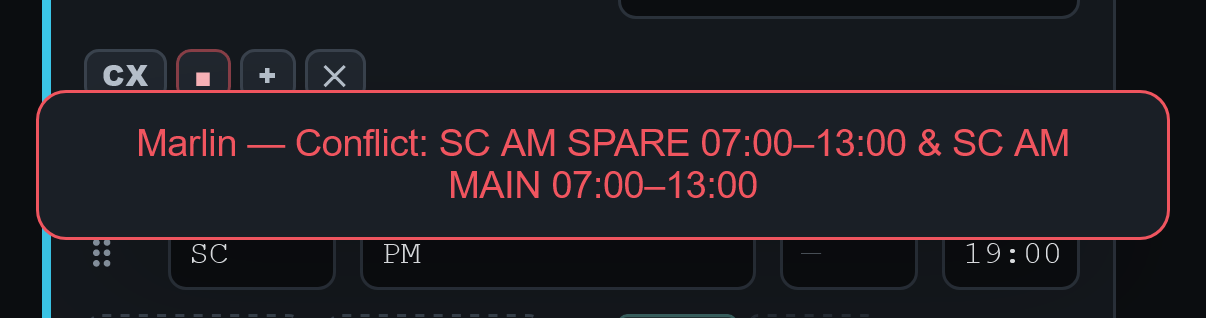 CX ■ + ×
Marlin — Conflict: SC AM SPARE 07:00–13:00 & SC AM
MAIN 07:00–13:00
SC PM — 19:00